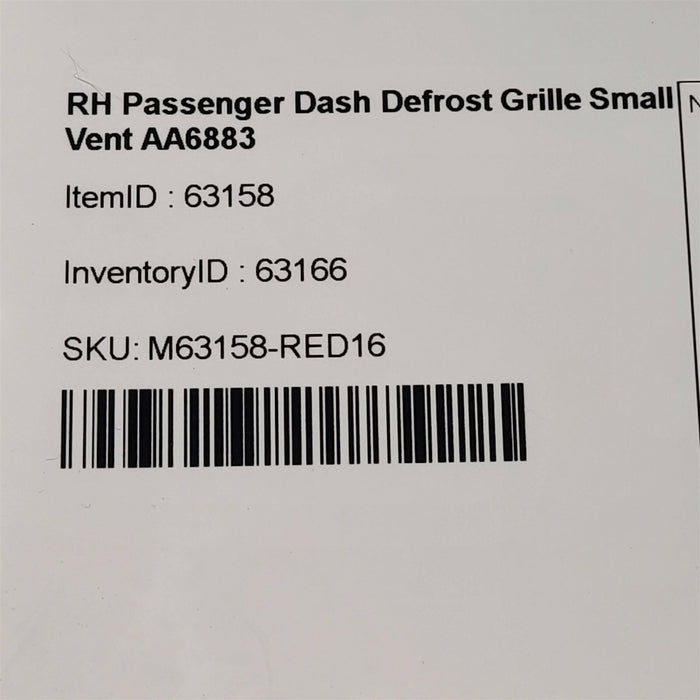 RH Passenger Dash Defrost Grille Small
Vent AA6883
ItemID : 63158
InventoryID : 63166
SKU: M63158-RED16